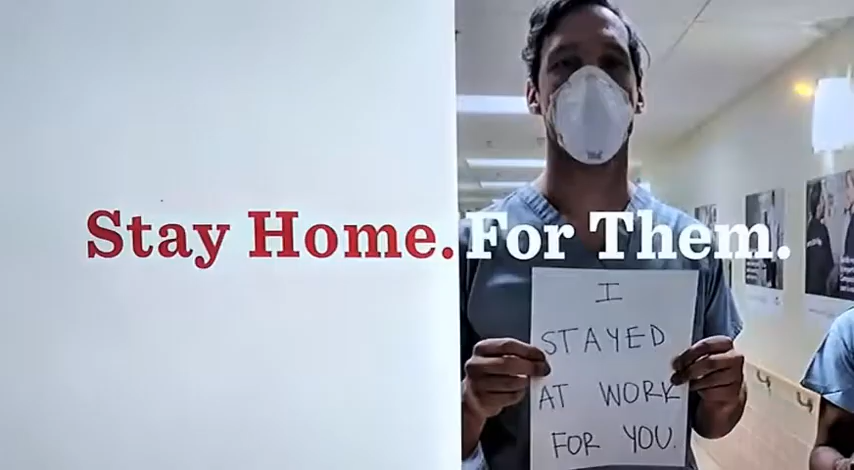 Stay Home. For Them.
I
STAYED
AT WORK
FOR YOU.